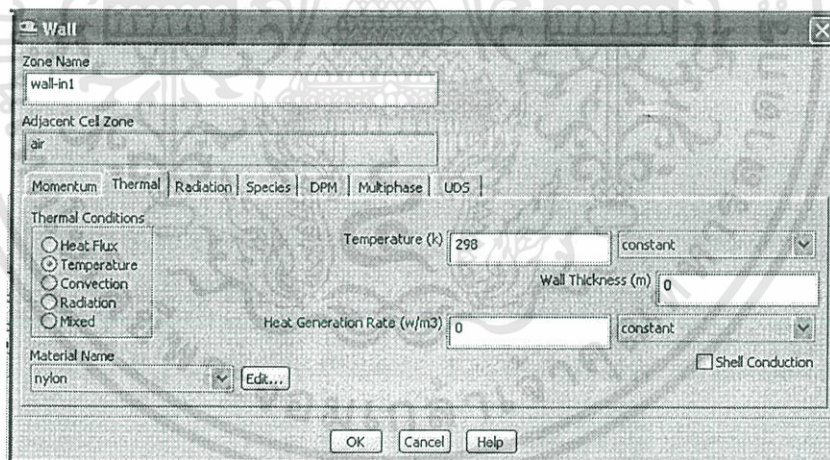 Wall
Zone Name
wall-in1
Adjacent Cell Zone
air
Momentum Thermal Radiation Species DPM Multiphase UDS
Thermal Conditions
Heat Flux
Temperature
Convection
Radiation
Mixed
Temperature (k) 298 constant
Wall Thickness (m) 0
Heat Generation Rate (w/m3) 0 constant
Shell Conduction
Material Name
nylon Edit...
OK Cancel Help